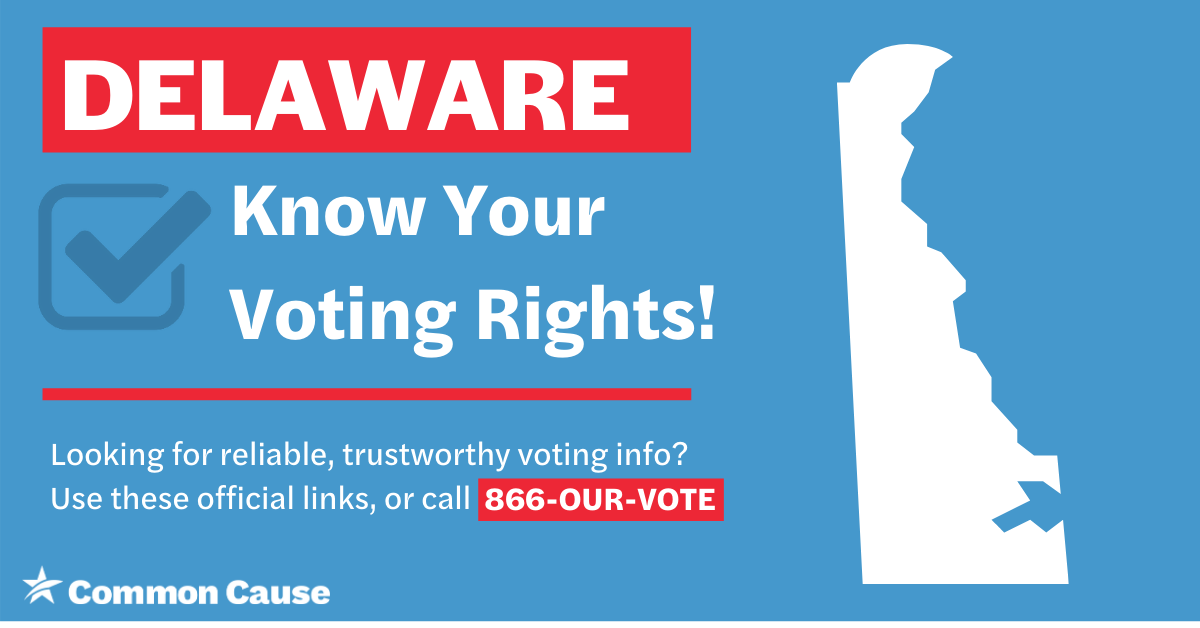 DELAWARE
Know Your
Voting Rights!
Looking for reliable, trustworthy voting info?
Use these official links, or call 866-OUR-VOTE
Common Cause